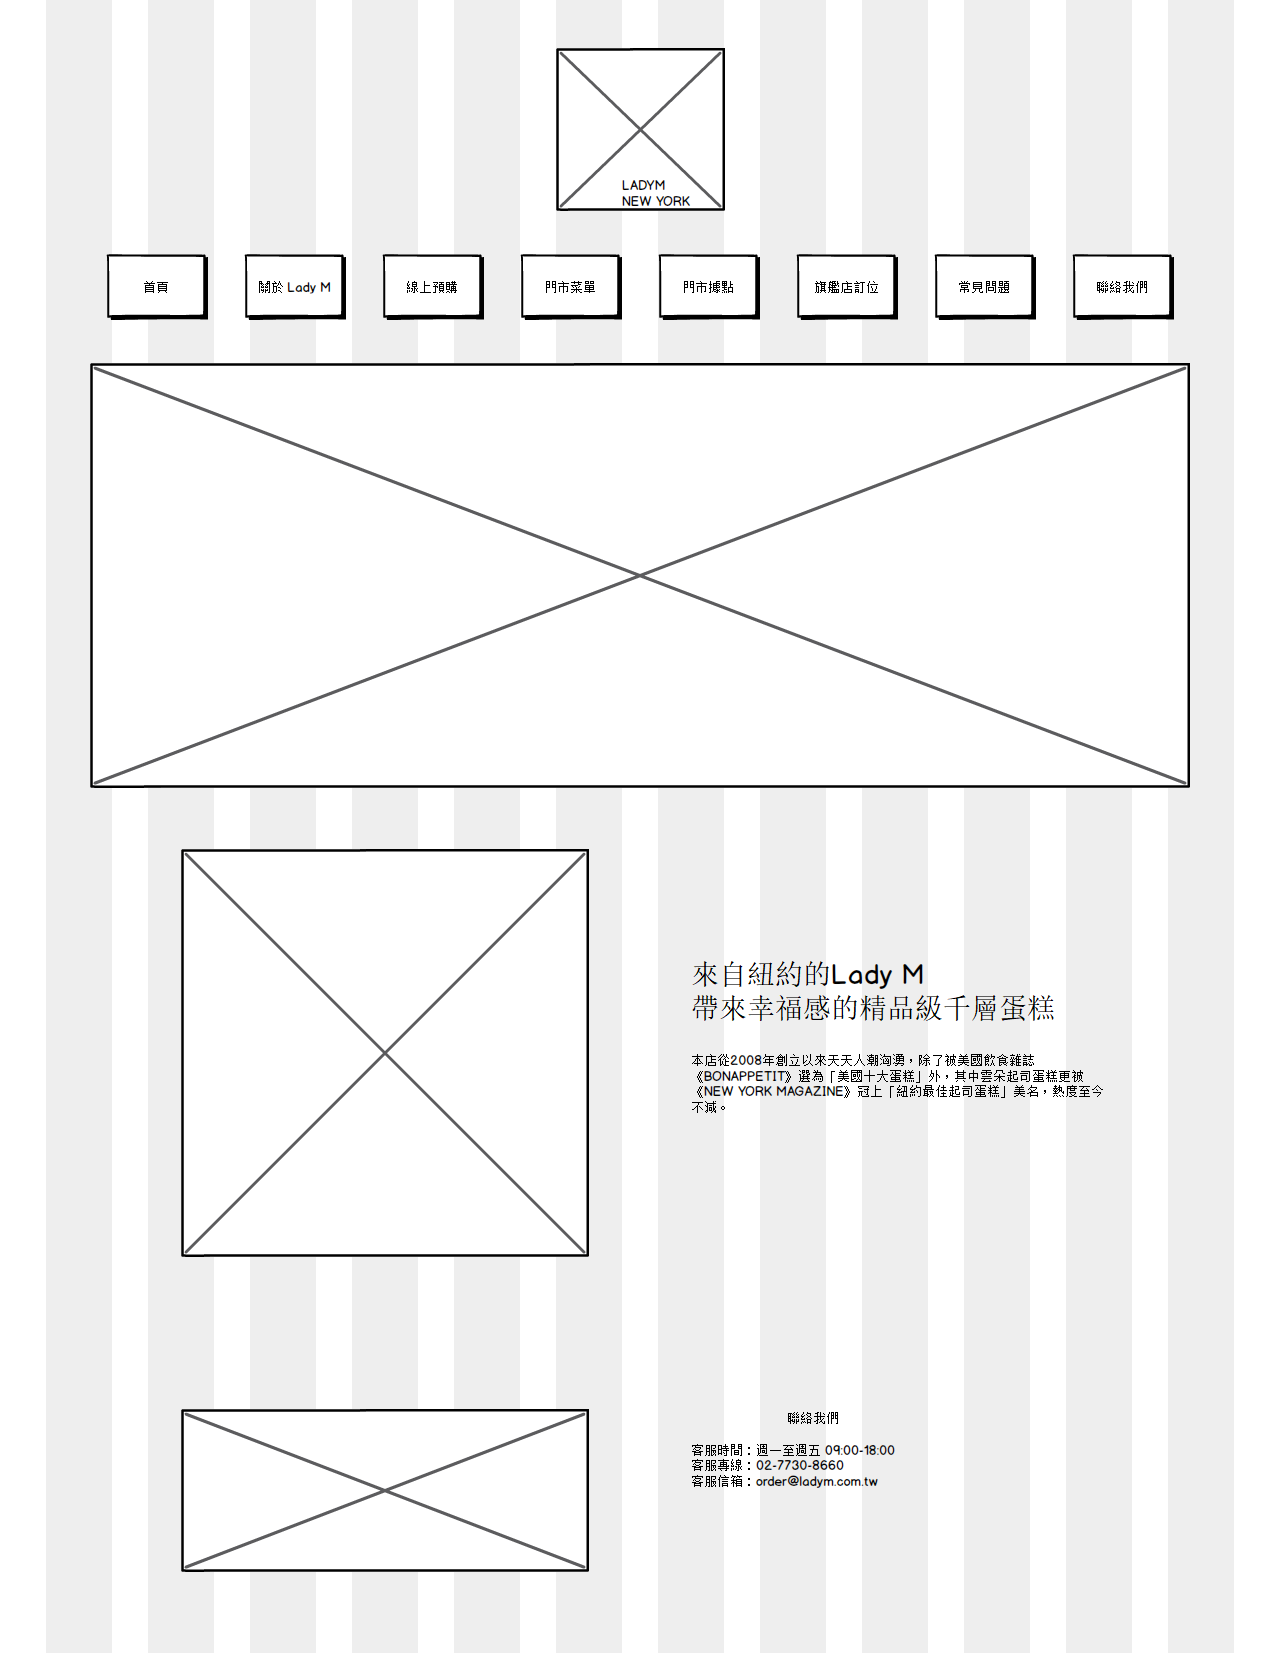 LADYM
NEW YORK
首頁
關於 Lady M
線上預購
門市菜單
門市據點
旗艦店訂位
常見問題
聯絡我們
來自紐約的Lady M
帶來幸福感的精品級千層蛋糕
本店從2008年創立以來天天人潮洶湧，除了被美國飲食雜誌
《BONAPPETIT》選為「美國十大蛋糕」外，其中雲朵起司蛋糕更被
《NEW YORK MAGAZINE》冠上「紐約最佳起司蛋糕」美名，熱度至今
不減。
聯絡我們
客服時間：週一至週五 09:00-18:00
客服專線：02-7730-8660
客服信箱：order@ladym.com.tw